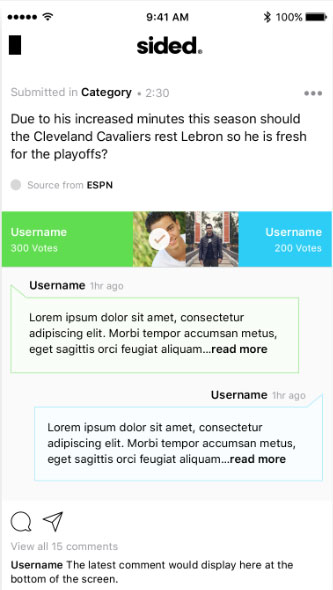 9:41 AM
100%
sided.
Submitted in Category • 2:30
Due to his increased minutes this season should
the Cleveland Cavaliers rest Lebron so he is fresh
for the playoffs?
Source from ESPN
Username
300 Votes
Username
200 Votes
Username 1hr ago
Lorem ipsum dolor sit amet, consectetur
adipiscing elit. Morbi tempor accumsan metus,
eget sagittis orci feugiat aliquam...read more
Username 1hr ago
Lorem ipsum dolor sit amet, consectetur
adipiscing elit. Morbi tempor accumsan metus,
eget sagittis orci feugiat aliquam...read more
View all 15 comments
Username The latest comment would display here at the
bottom of the screen.